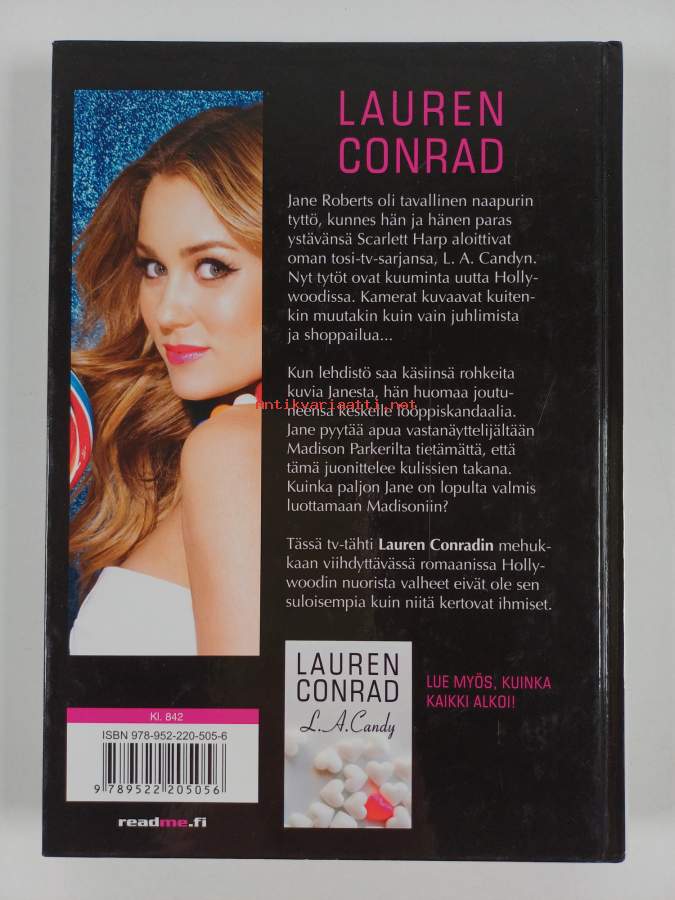 LAUREN
CONRAD
Jane Roberts oli tavallinen naapurin
tyttö, kunnes hän ja hänen paras
ystävänsä Scarlett Harp aloittivat
oman tosi-tv-sarjansa, L. A. Candyn.
Nyt tytöt ovat kuuminta uutta Holly-
woodissa. Kamerat kuvaavat kuiten-
kin muutakin kuin vain juhlimista
ja shoppailua...
Kun lehdistö saa käsiinsä rohkeita
kuvia Janesta, hän huomaa joutu-
antikvariaatti.net
neensa keskelle lööppiskandaalia.
Jane pyytää apua vastanäyttelijältään
Madison Parkerilta tietämättä, että
tämä juonittelee kulissien takana.
Kuinka paljon Jane on lopulta valmis
luottamaan Madisoniin?
Tässä tv-tähti Lauren Conradin mehuk-
kaan viihdyttävässä romaanissa Holly-
woodin nuorista valheet eivät ole sen
suloisempia kuin niitä kertovat ihmiset.
LAUREN
CONRAD
L.A. Candy
LUE MYÖS, KUINKA
KAIKKI ALKOI!
Kl. 842
ISBN 978-952-220-505-6
9 789522 205056
readme.fi